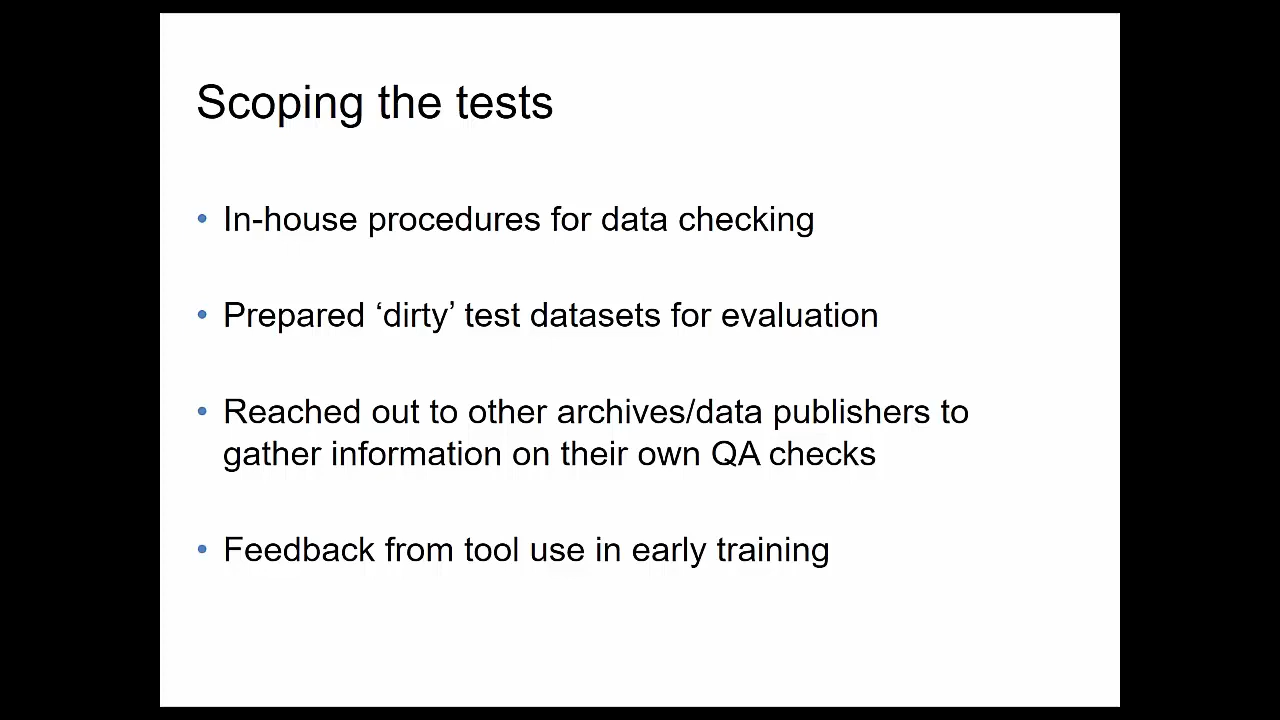 Scoping the tests
• In-house procedures for data checking
• Prepared ‘dirty’ test datasets for evaluation
• Reached out to other archives/data publishers to
gather information on their own QA checks
• Feedback from tool use in early training